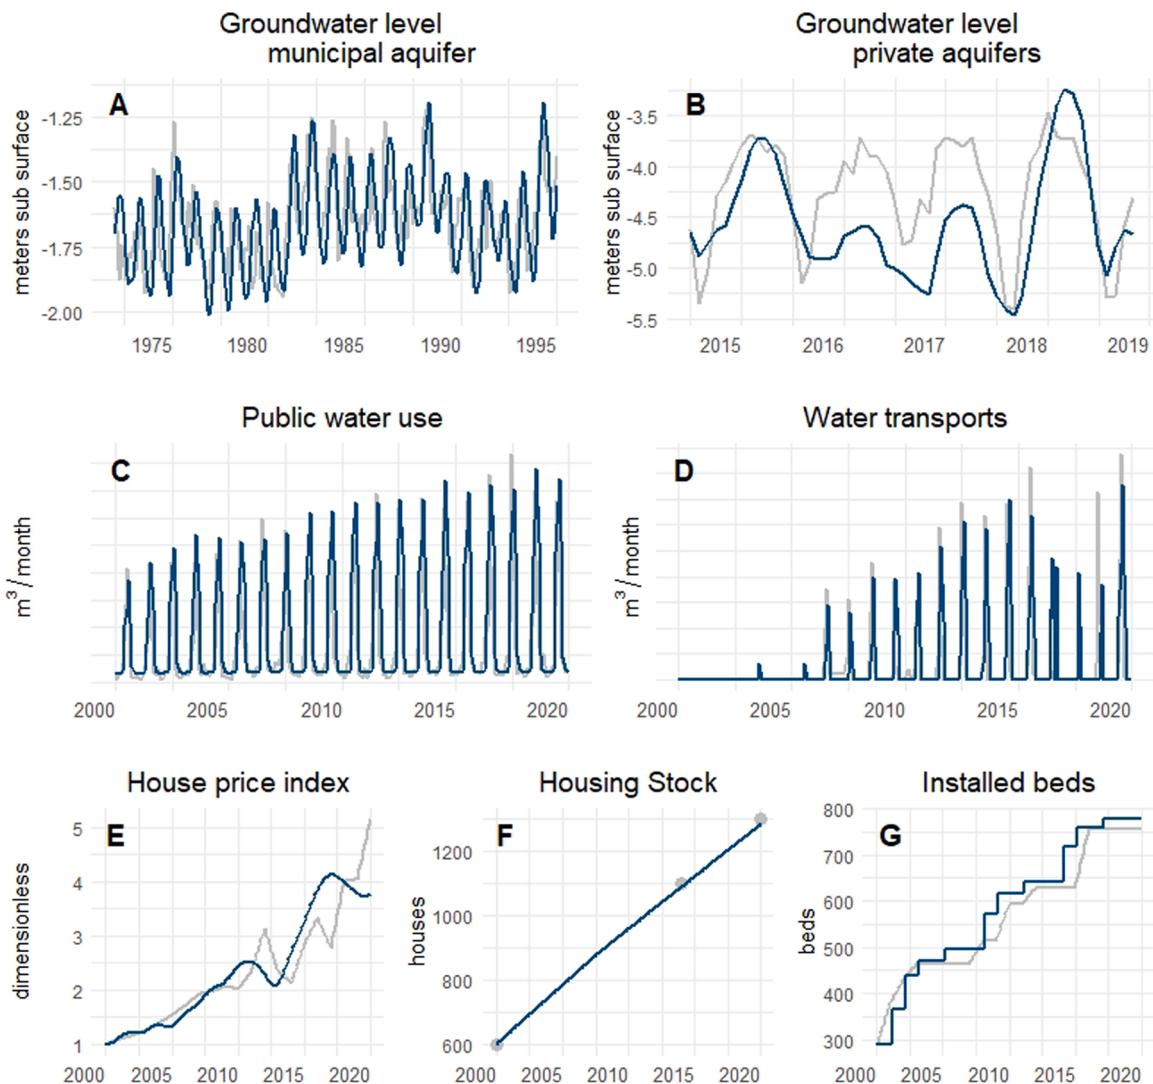 Groundwater level
municipal aquifer
A
meters sub surface
-1.25
-1.50
-1.75
-2.00
1975 1980 1985 1990 1995
Groundwater level
private aquifers
B
meters sub surface
-3.5
-4.0
-4.5
-5.0
-5.5
2015 2016 2017 2018 2019
Public water use
C
m³ / month
2000 2005 2010 2015 2020
Water transports
D
m³ / month
2000 2005 2010 2015 2020
House price index
E
dimensionless
5
4
3
2
1
2000 2005 2010 2015 2020
Housing Stock
F
houses
1200
1000
800
600
2000 2005 2010 2015 2020
Installed beds
G
beds
800
700
600
500
400
300
2000 2005 2010 2015 2020